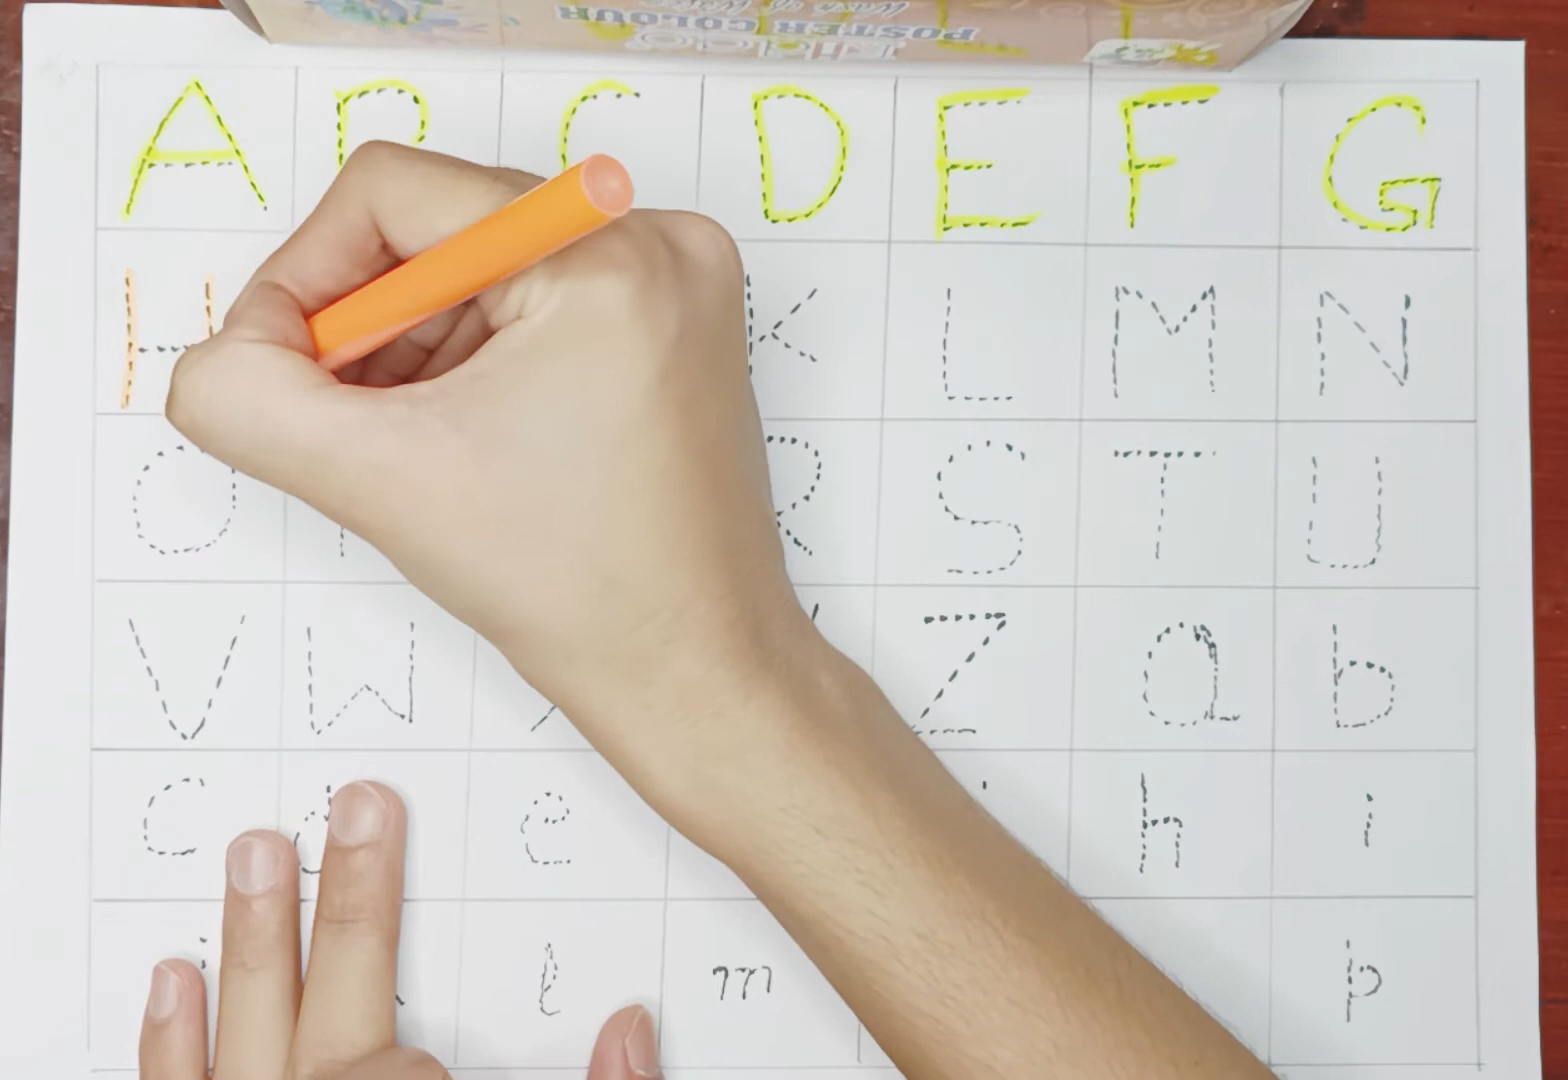 POSTER COLOUR
A B C D E F G
H K L M N
O R S T U
V W Z a b
c d e h i
l m p